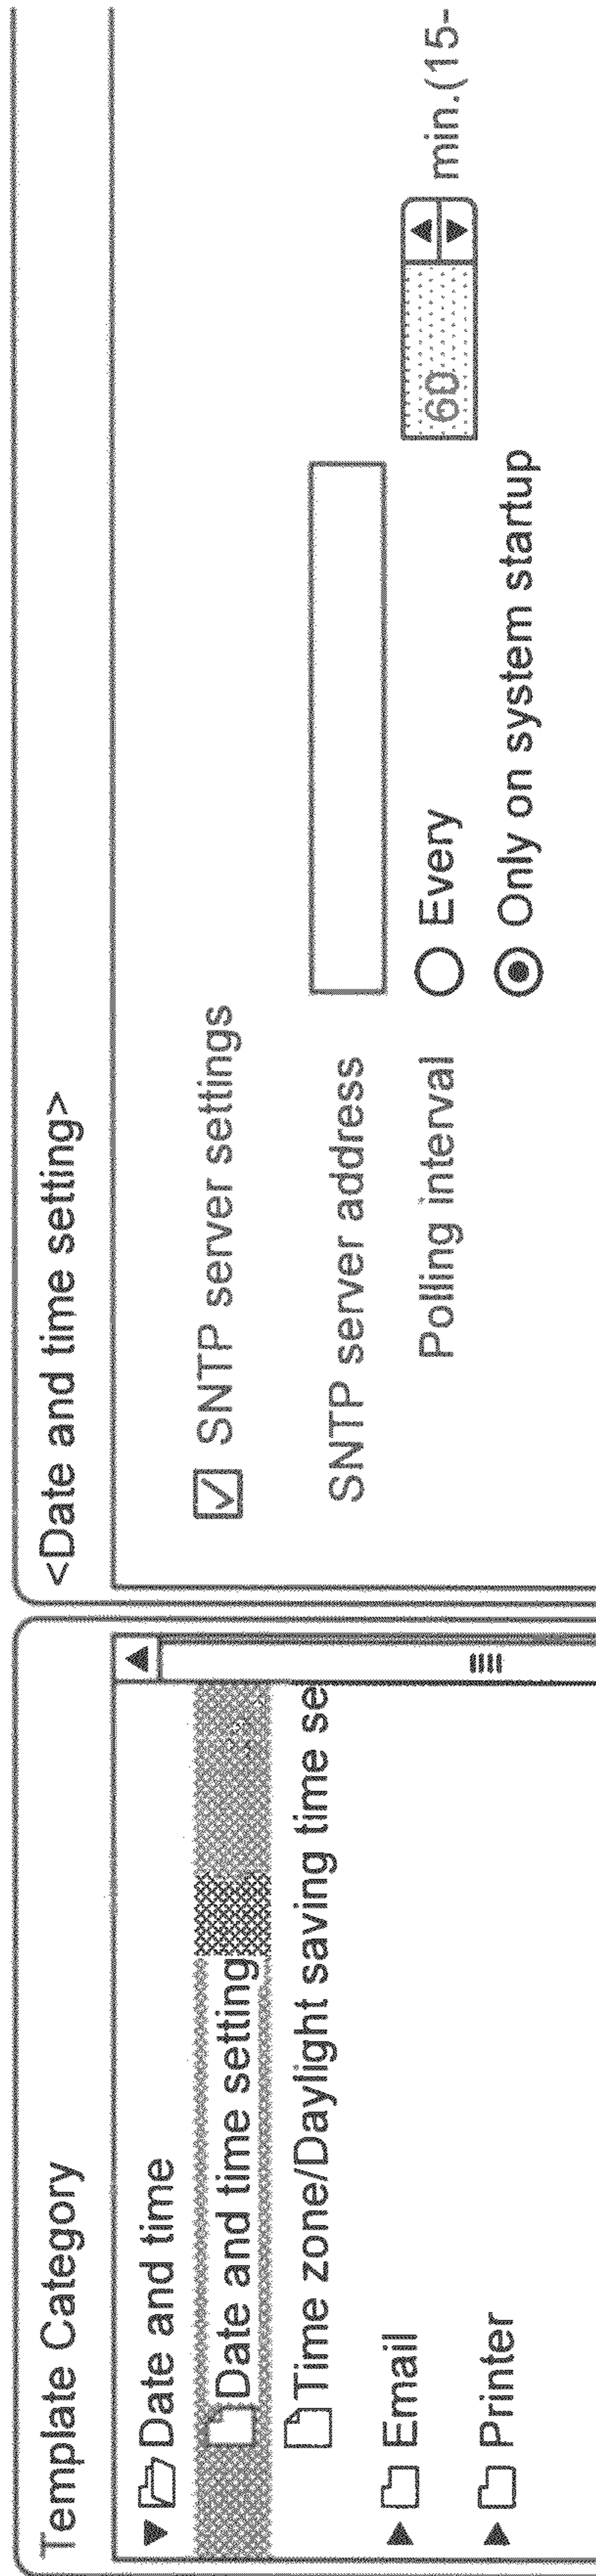 Template Category
Date and time
Date and time setting
Time zone/Daylight saving time se
Email
Printer
<Date and time setting>
SNTP server settings
SNTP server address
Polling interval
Every
60
min.(15-
Only on system startup